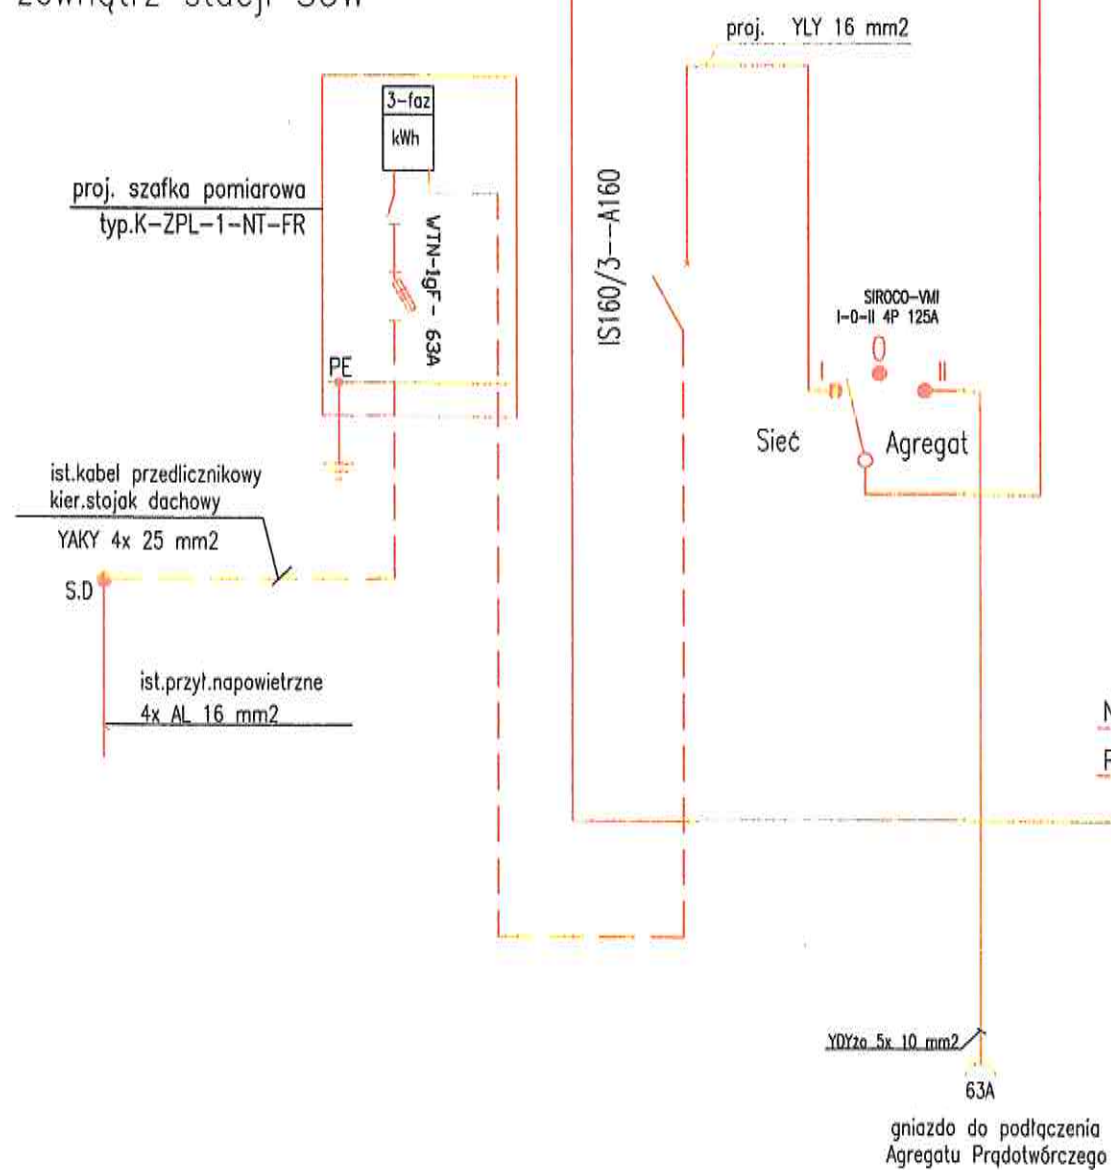 zewnątrz stacji SUW
proj. YLY 16 mm2
3-faz
kWh
proj. szafka pomiarowa
typ.K-ZPL-1-NT-FR
WTN-1gF - 63A
IS160/3---A160
SIROCO-VMI
I-0-II 4P 125A
0
I
II
PE
Sieć
Agregat
ist.kabel przedlicznikowy
kier.stojak dachowy
YAKY 4x 25 mm2
S.D
ist.przył.napowietrzne
4x AL 16 mm2
YDYżo 5x 10 mm2
63A
gniazdo do podłączenia
Agregatu Prądotwórczego